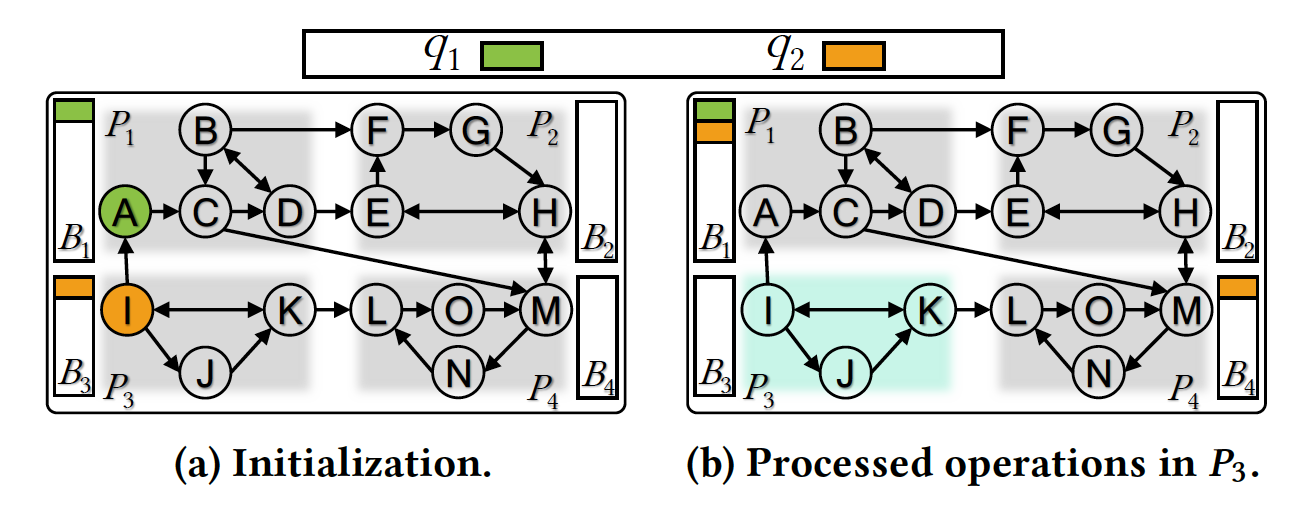 q1 q2
P1 B F G P2
A C D E H
B1 B2
I K L O M
B3 P3 J N P4 B4
P1 B F G P2
A C D E H
B1 B2
I K L O M
B3 P3 J N P4 B4
(a) Initialization.
(b) Processed operations in P3.